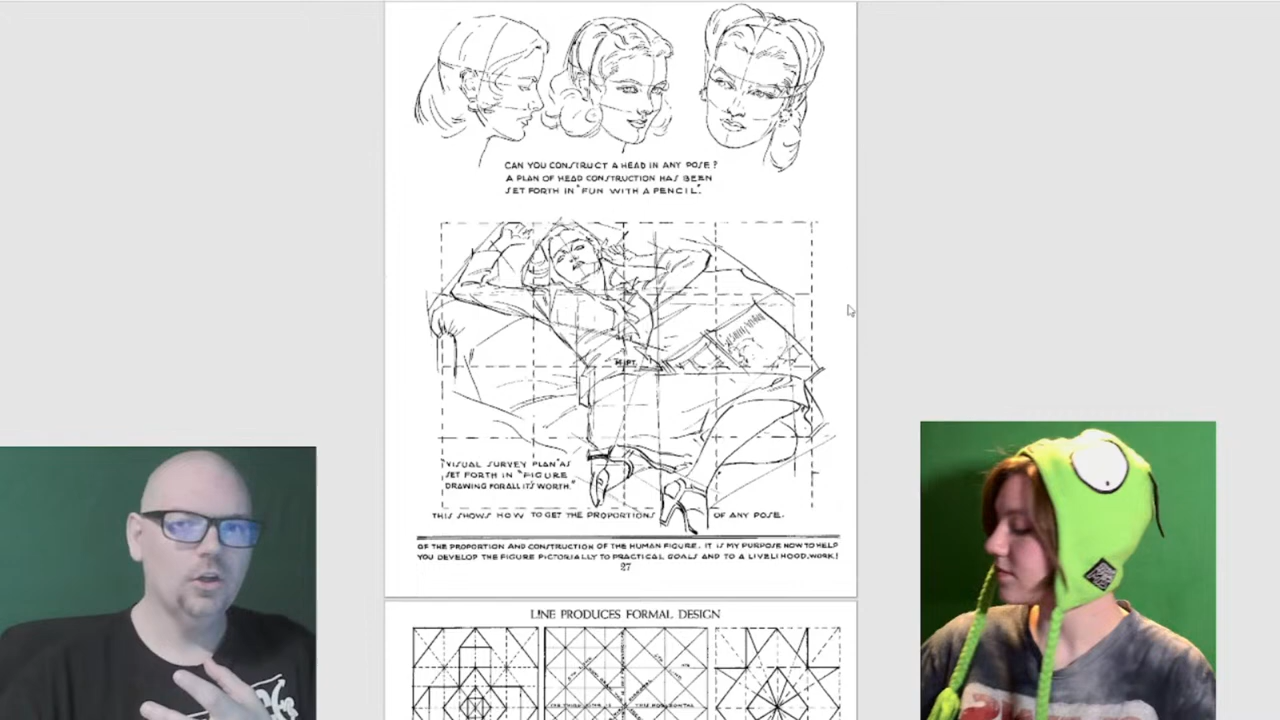 CAN YOU CONSTRUCT A HEAD IN ANY POSE?
A PLAN OF HEAD CONSTRUCTION HAS BEEN
SET FORTH IN "FUN WITH A PENCIL".
"VISUAL SURVEY PLAN" AS
SET FORTH IN "FIGURE
DRAWING FOR ALL IT'S WORTH."
THIS SHOWS HOW TO GET THE PROPORTIONS OF ANY POSE.
OF THE PROPORTION AND CONSTRUCTION OF THE HUMAN FIGURE. IT IS MY PURPOSE NOW TO HELP
YOU DEVELOP THE FIGURE PICTORIALLY TO PRACTICAL GOALS AND TO A LIVELIHOOD. WORK!
27
LINE PRODUCES FORMAL DESIGN